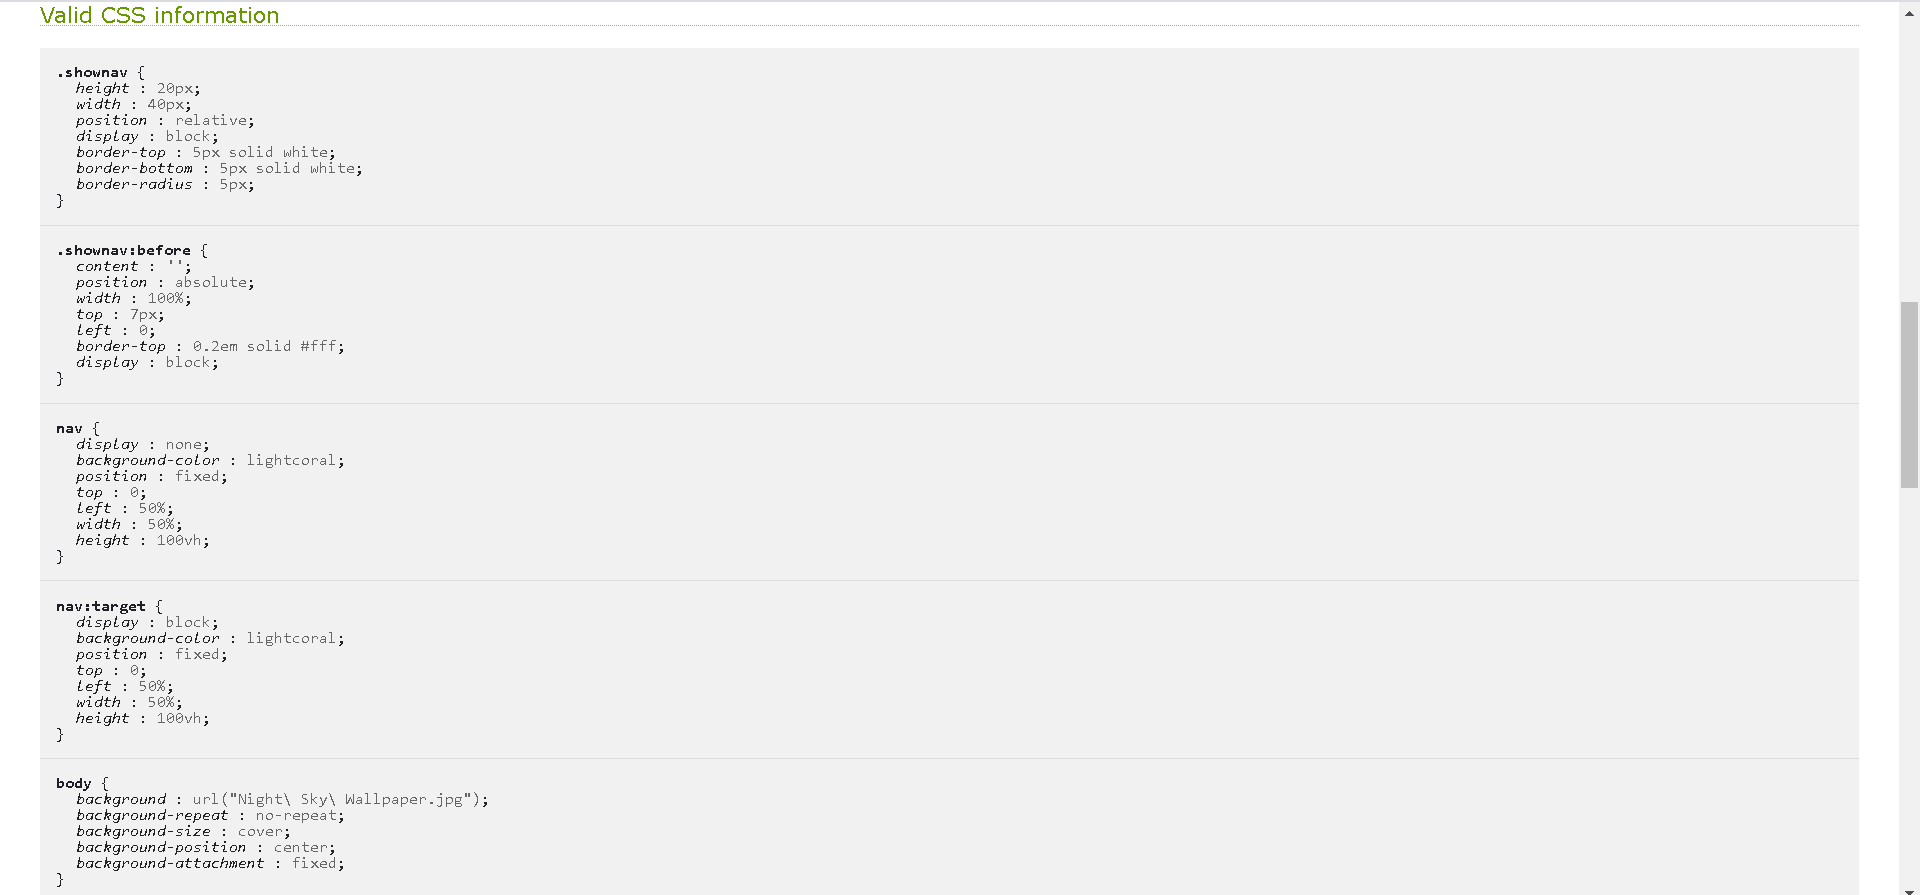 Valid CSS information
.shownav {
height : 20px;
width : 40px;
position : relative;
display : block;
border-top : 5px solid white;
border-bottom : 5px solid white;
border-radius : 5px;
}
.shownav:before {
content : '';
position : absolute;
width : 100%;
top : 7px;
left : 0;
border-top : 0.2em solid #fff;
display : block;
}
nav {
display : none;
background-color : lightcoral;
position : fixed;
top : 0;
left : 50%;
width : 50%;
height : 100vh;
}
nav:target {
display : block;
background-color : lightcoral;
position : fixed;
top : 0;
left : 50%;
width : 50%;
height : 100vh;
}
body {
background : url("Night\ Sky\ Wallpaper.jpg");
background-repeat : no-repeat;
background-size : cover;
background-position : center;
background-attachment : fixed;
}